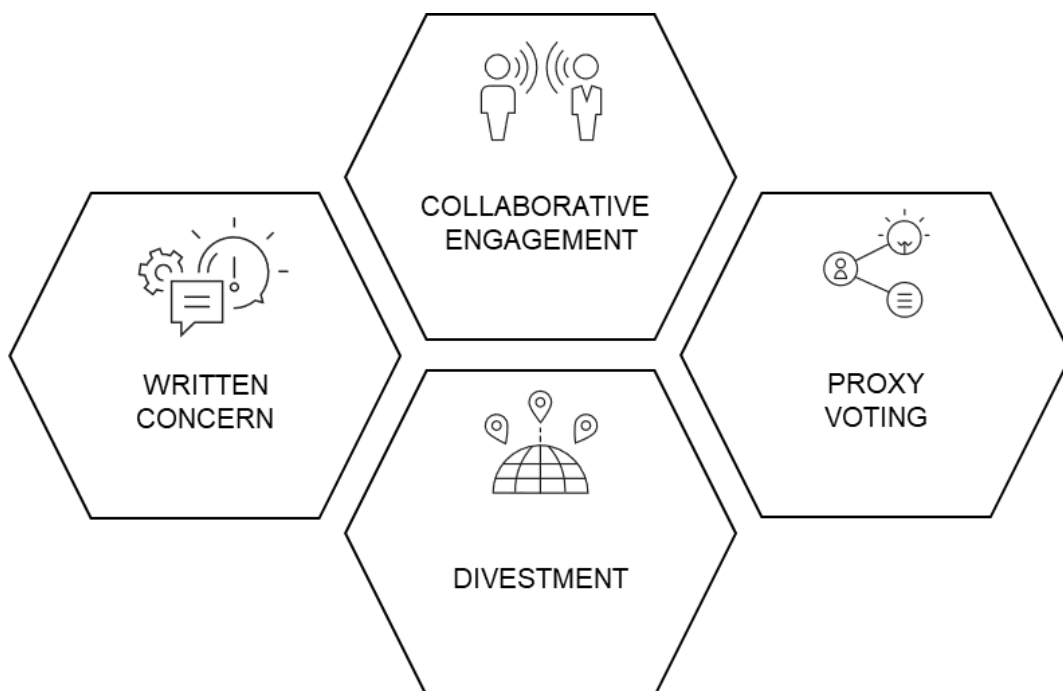 COLLABORATIVE
ENGAGEMENT
WRITTEN
CONCERN
PROXY
VOTING
DIVESTMENT